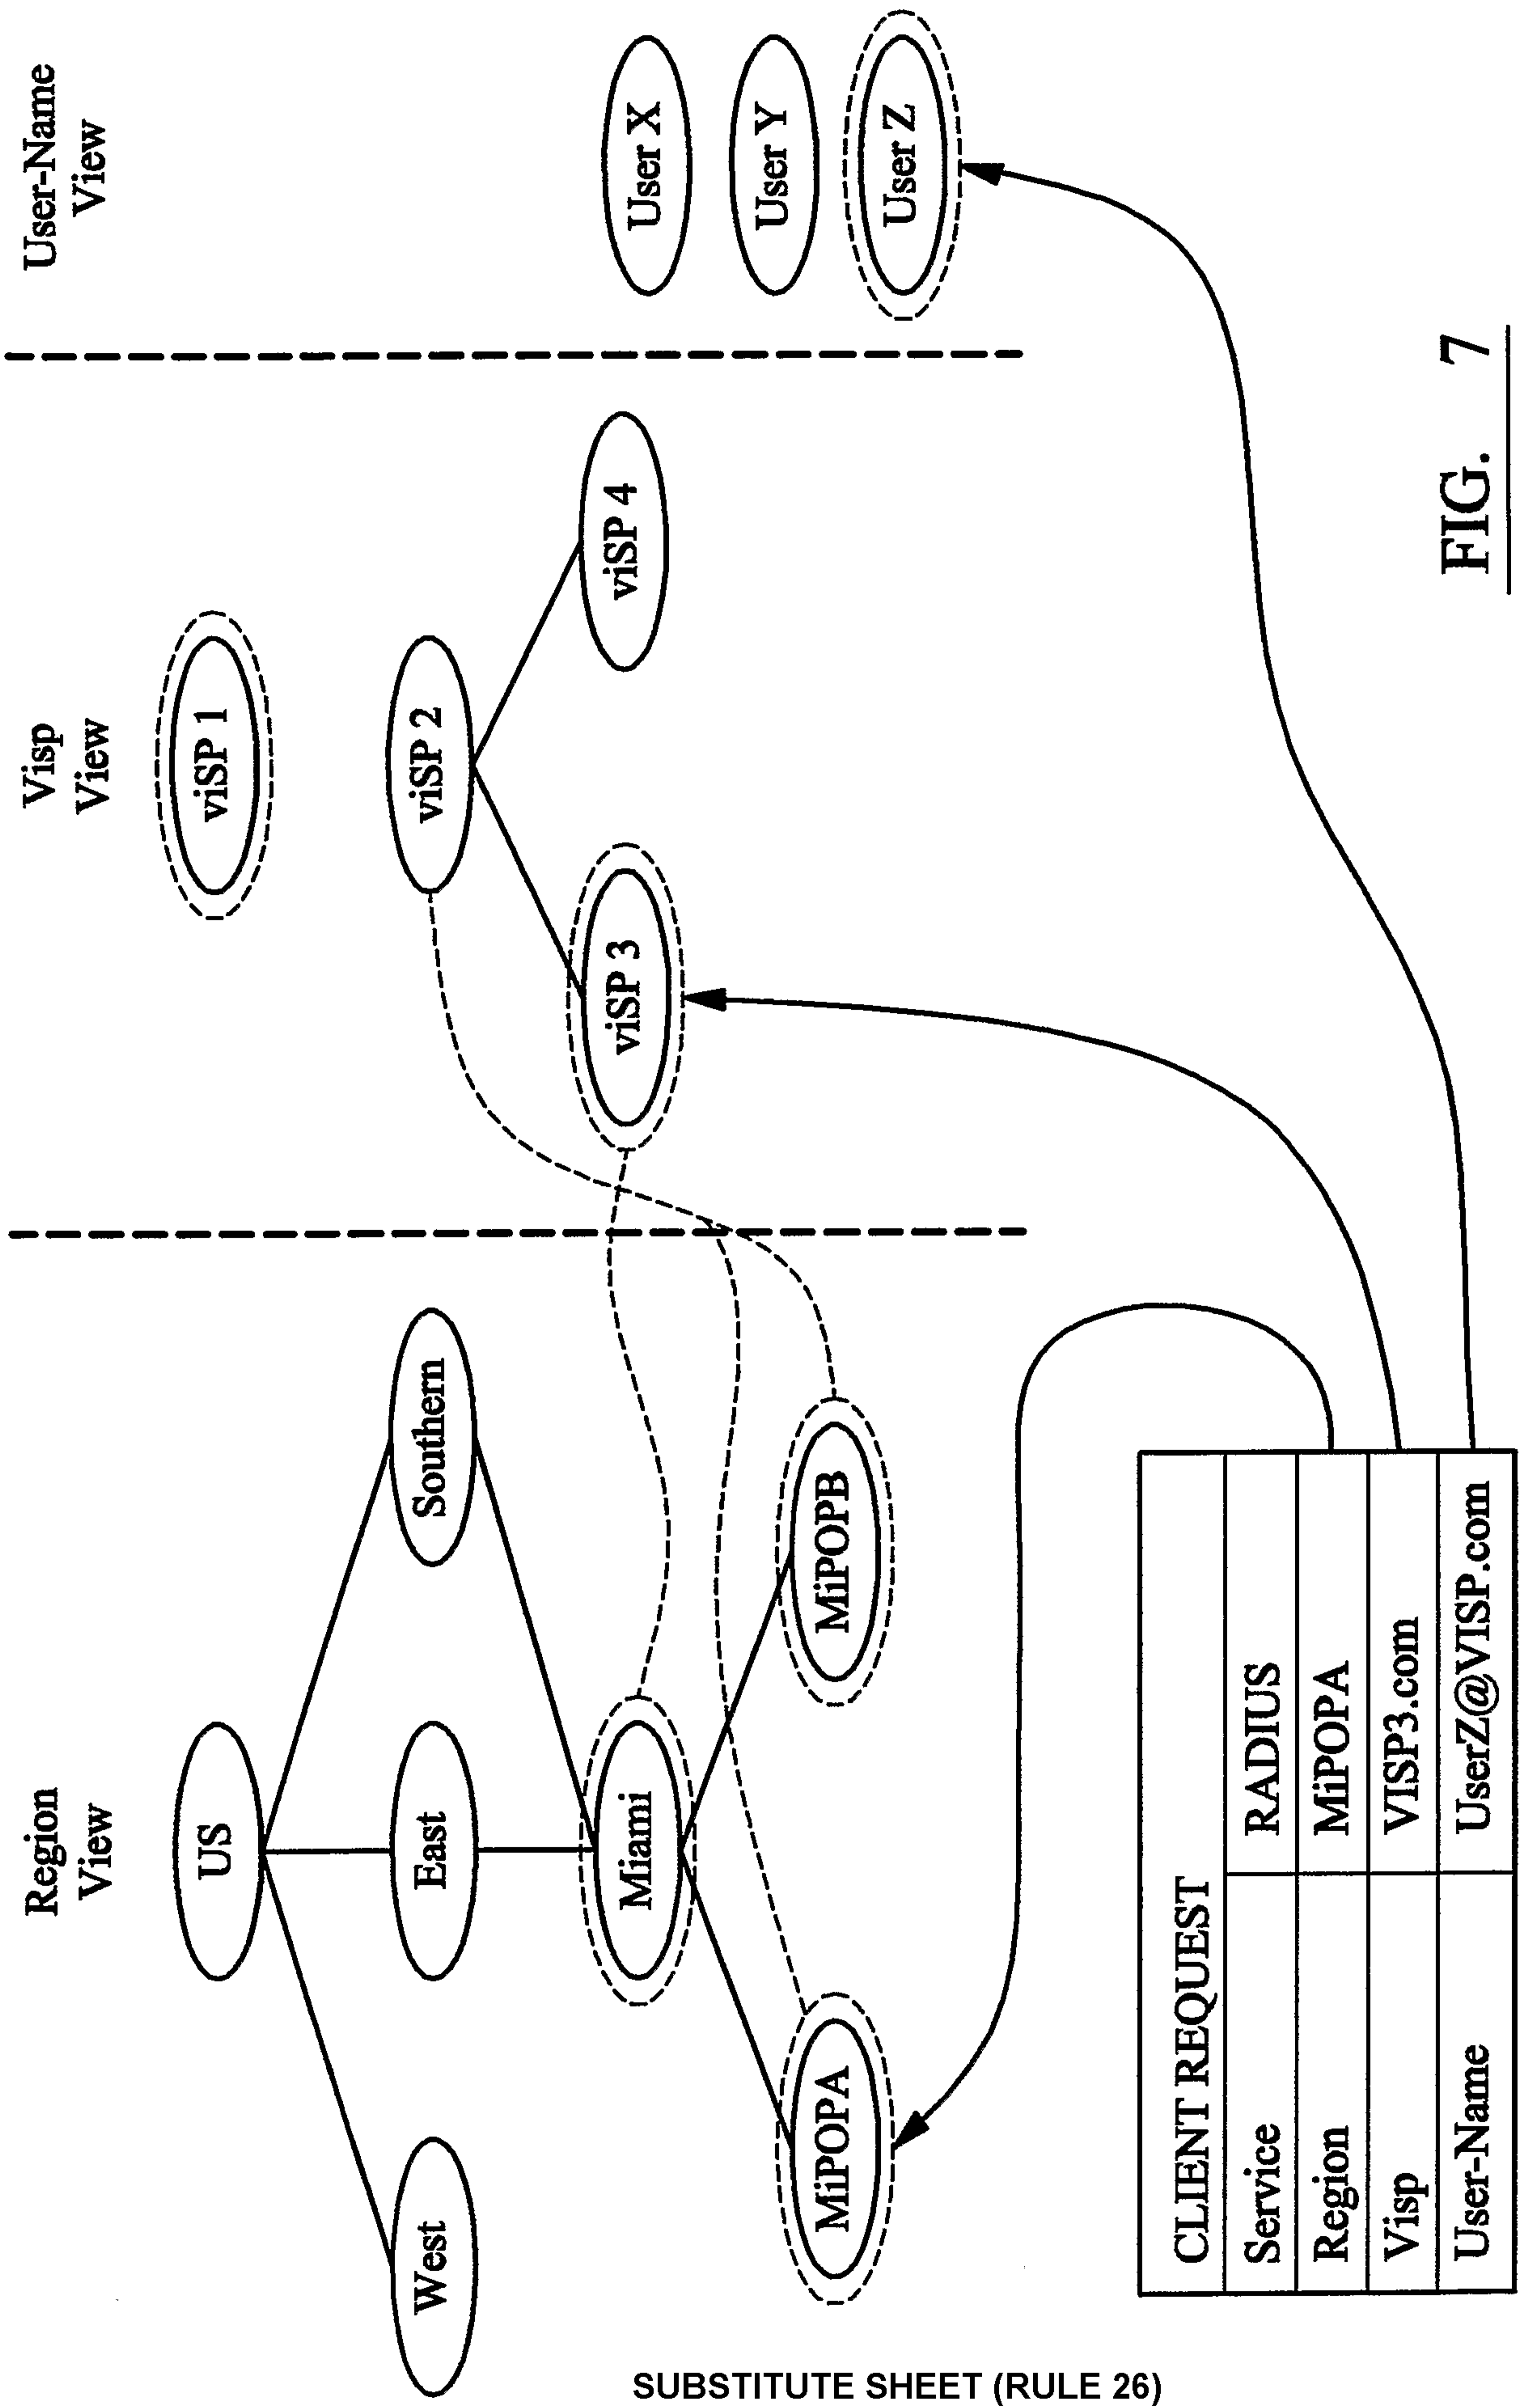 Region
View
Visp
View
User-Name
View
US
viSP 1
West
East
Southern
viSP 2
Miami
viSP 3
viSP 4
User X
MiPOPA
MiPOPB
User Y
User Z
CLIENT REQUEST
Service RADIUS
Region MiPOPA
Visp VISP3.com
User-Name UserZ@VISP.com
FIG. 7
SUBSTITUTE SHEET (RULE 26)